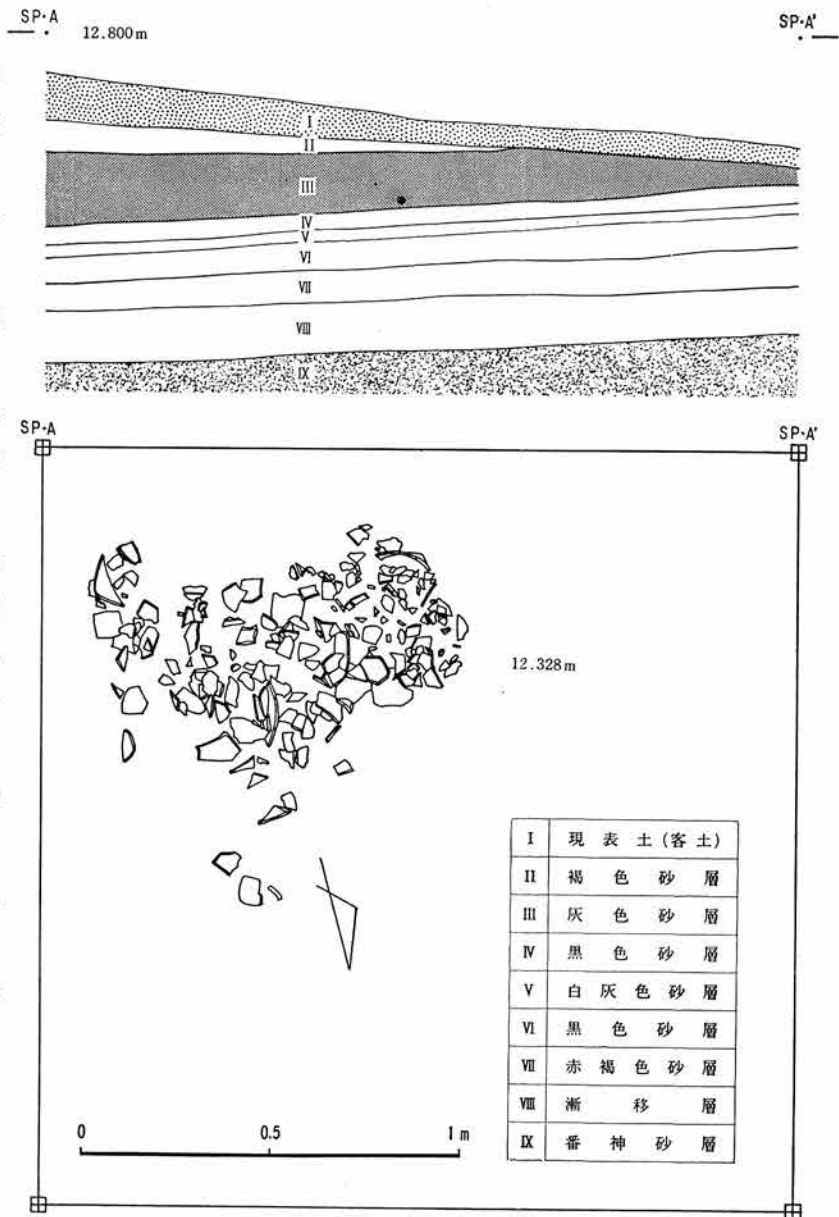 SP・A
SP・A'
12.800m
I
II
III
IV
V
VI
VII
VIII
IX
SP・A
SP・A'
12.328m
I 現表土(客土)
II 褐色砂層
III 灰色砂層
IV 黒色砂層
V 白灰色砂層
VI 黒色砂層
VII 赤褐色砂層
VIII 漸移層
IX 番神砂層
0 0.5 1m